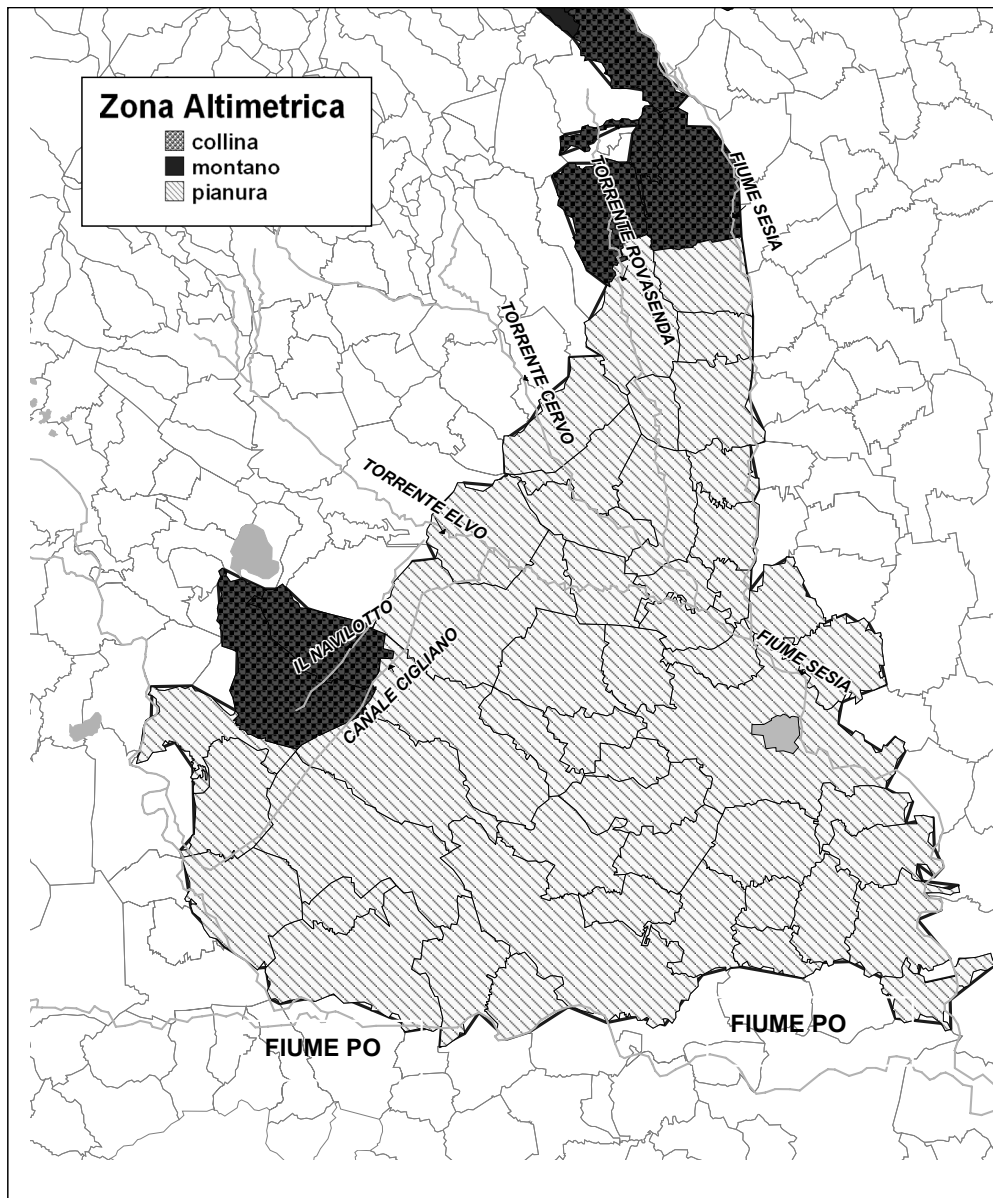 Zona Altimetrica
collina
montano
pianura
FIUME SESIA
TORRENTE ROVASENDA
TORRENTE CERVO
TORRENTE ELVO
IL NAVILOTTO
CANALE CIGLIANO
FIUME SESIA
FIUME PO
FIUME PO